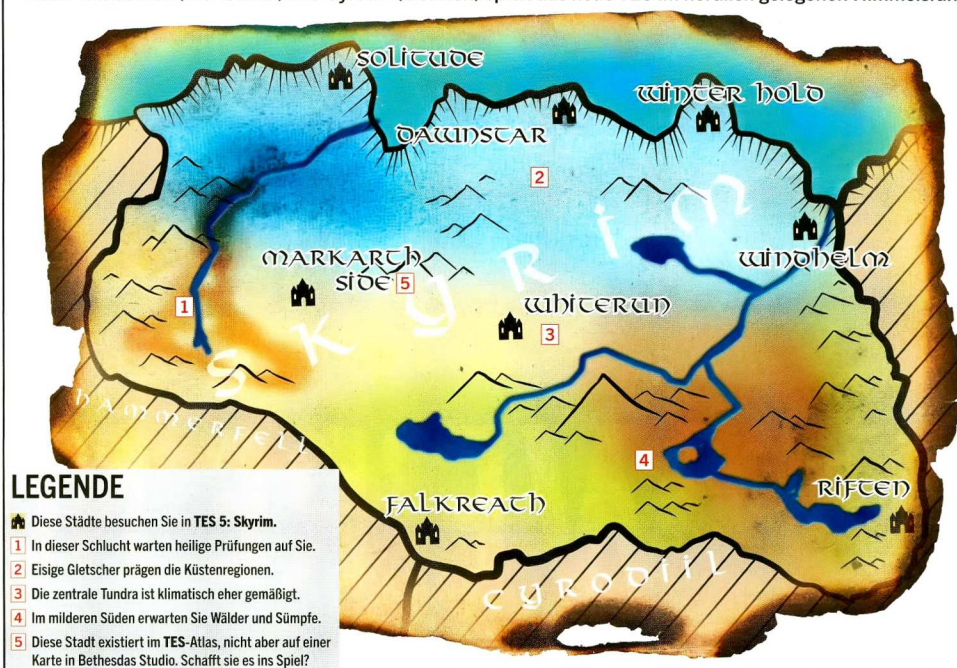 SOLITUDE
WINTER HOLD
DAWNSTAR
2
SKYRIM
MARKARTH
SIDE 5
WINDHELM
1
WHITERUN
3
HAMMERFELL
4
RIFTEN
FALKREATH
CYRODIIL
LEGENDE
Diese Städte besuchen Sie in TES 5: Skyrim.
1 In dieser Schlucht warten heilige Prüfungen auf Sie.
2 Eisige Gletscher prägen die Küstenregionen.
3 Die zentrale Tundra ist klimatisch eher gemäßigt.
4 Im milderen Süden erwarten Sie Wälder und Sümpfe.
5 Diese Stadt existiert im TES-Atlas, nicht aber auf einer
Karte in Bethesdas Studio. Schafft sie es ins Spiel?